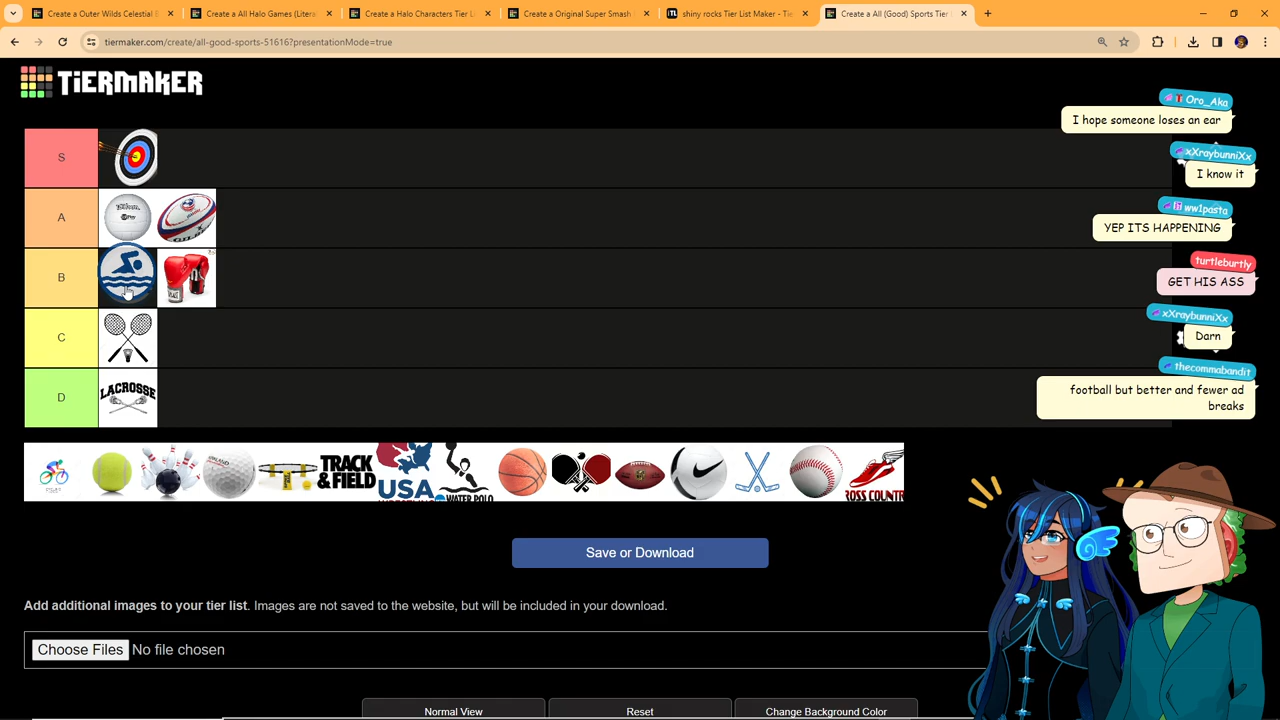 Create a Outer Wilds Celestial B
Create a All Halo Games (Litera
Create a Halo Characters Tier L
Create a Original Super Smash
shiny rocks Tier List Maker - Tie
Create a All (Good) Sports Tier
tiermaker.com/create/all-good-sports-51616?presentationMode=true
TiERMAKER
Oro_Aka
I hope someone loses an ear
xXraybunniXx
I know it
ww1pasta
YEP ITS HAPPENING
turtleburtly
GET HIS ASS
xXraybunniXx
Darn
thecommabandit
football but better and fewer ad
breaks
S
A
B
C
D
LACROSSE
TRACK
& FIELD
USA
WATER POLO
ROSS COUNTR
Save or Download
Add additional images to your tier list. Images are not saved to the website, but will be included in your download.
Choose Files No file chosen
Normal View
Reset
Change Background Color